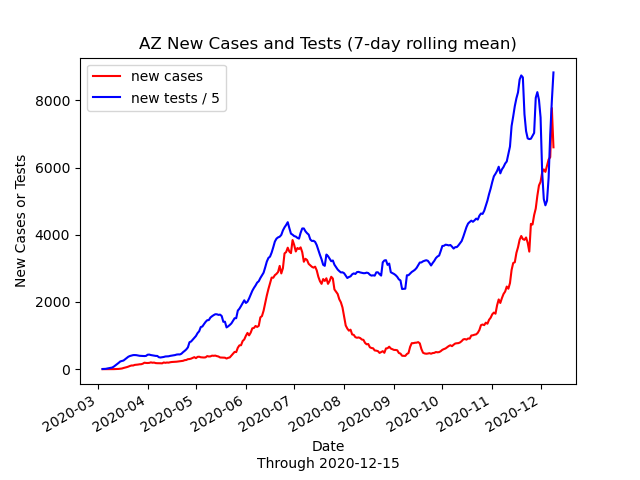 AZ New Cases and Tests (7-day rolling mean)
new cases
new tests / 5
New Cases or Tests
8000
6000
4000
2000
0
2020-03
2020-04
2020-05
2020-06
2020-07
2020-08
2020-09
2020-10
2020-11
2020-12
Date
Through 2020-12-15